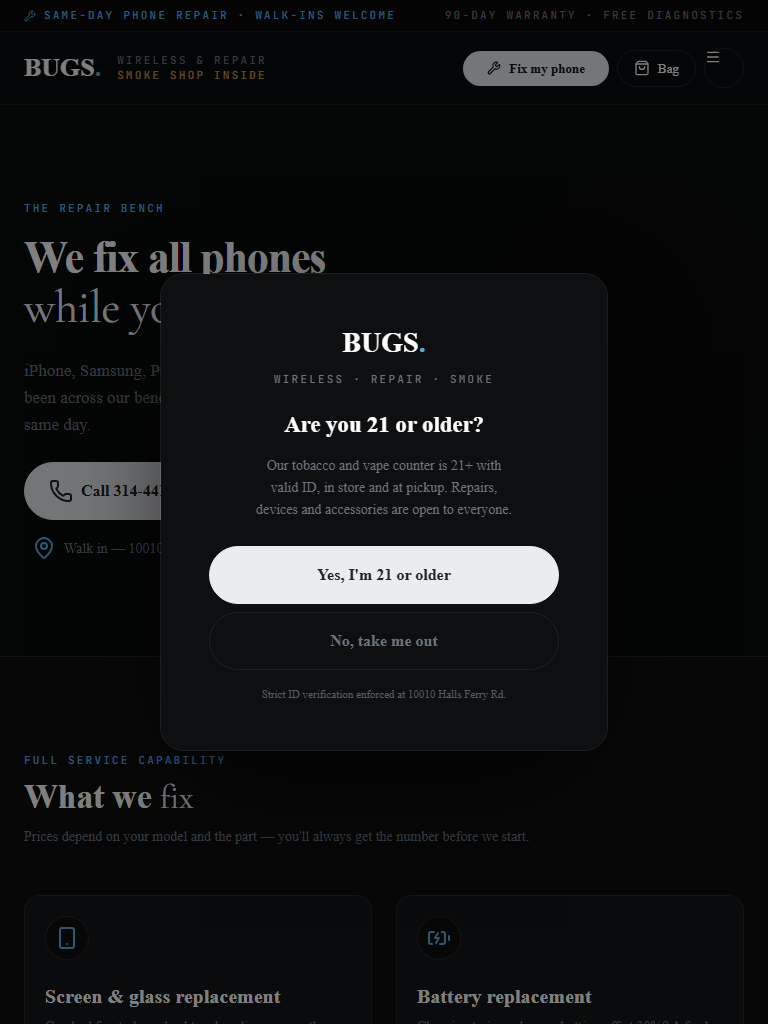 SAME-DAY PHONE REPAIR · WALK-INS WELCOME
90-DAY WARRANTY · FREE DIAGNOSTICS
BUGS.
WIRELESS & REPAIR
SMOKE SHOP INSIDE
Fix my phone
Bag
THE REPAIR BENCH
We fix all phones
while
iPhone, Samsung,
been across our
same day.
Call
Walk in — 10010
BUGS.
WIRELESS · REPAIR · SMOKE
Are you 21 or older?
Our tobacco and vape counter is 21+ with
valid ID, in store and at pickup. Repairs,
devices and accessories are open to everyone.
Yes, I'm 21 or older
No, take me out
Strict ID verification enforced at 10010 Halls Ferry Rd.
FULL SERVICE CAPABILITY
What we fix
Prices depend on your model and the part — you'll always get the number before we start.
Screen & glass replacement
Battery replacement